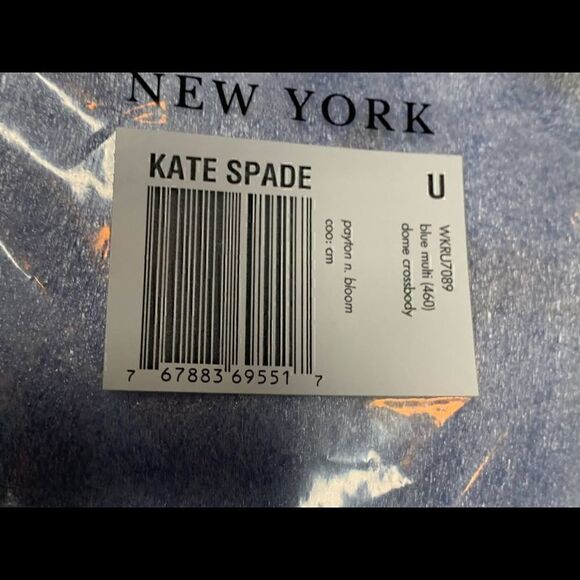 NEW YORK
KATE SPADE
U
WKRU7089
blue multi (460)
dome crossbody
payton n. bloom
coo: cm
7 67883 69551 7